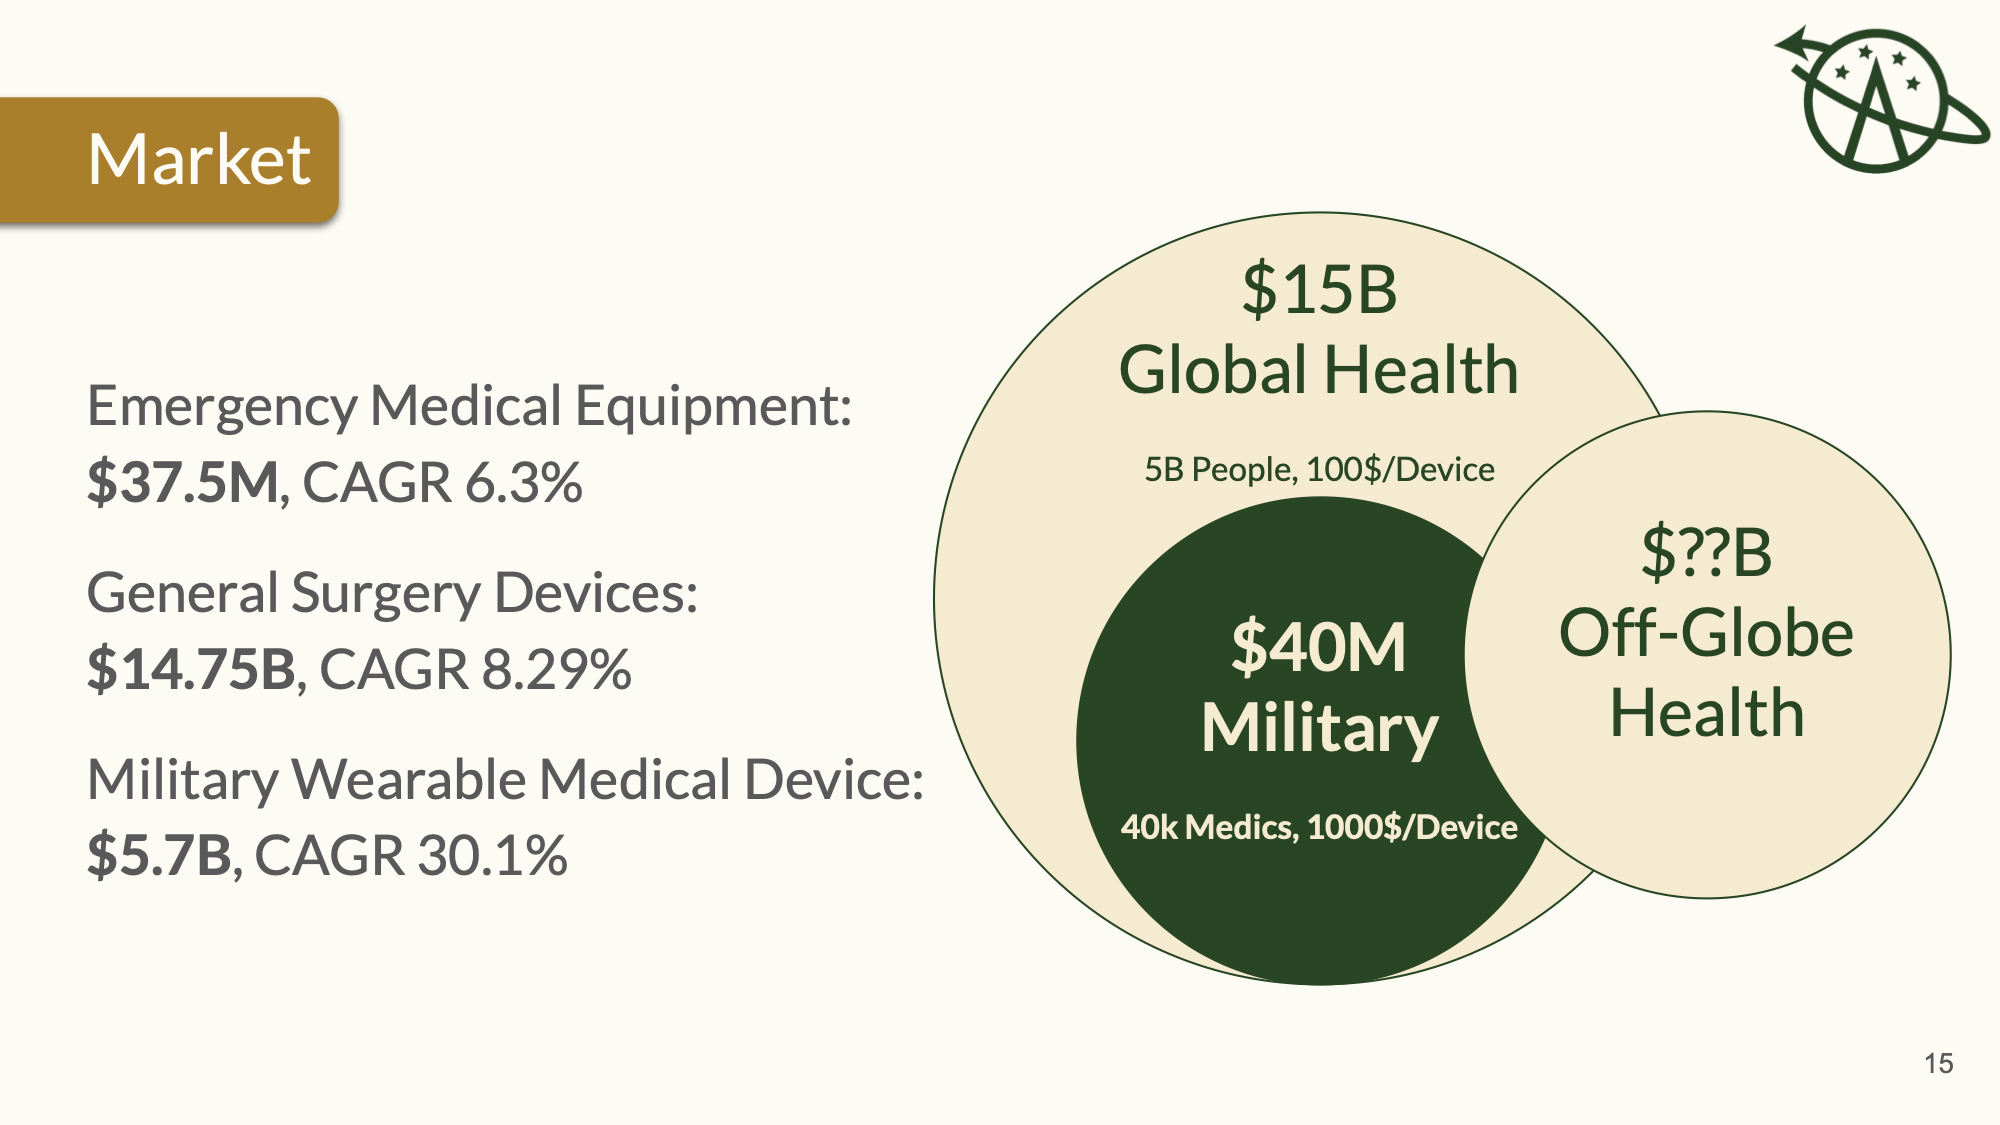 Market
Emergency Medical Equipment:
$37.5M, CAGR 6.3%
General Surgery Devices:
$14.75B, CAGR 8.29%
Military Wearable Medical Device:
$5.7B, CAGR 30.1%
$15B
Global Health
5B People, 100$/Device
$40M
Military
40k Medics, 1000$/Device
$??B
Off-Globe
Health
15